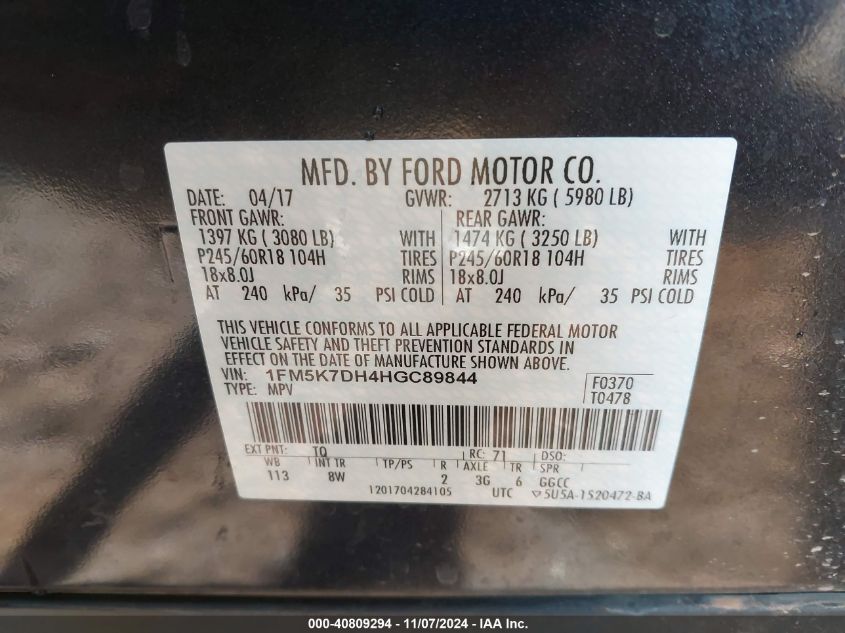 MFD. BY FORD MOTOR CO.
DATE: 04/17 GVWR: 2713 KG ( 5980 LB)
FRONT GAWR: REAR GAWR:
1397 KG ( 3080 LB) WITH 1474 KG ( 3250 LB) WITH
P245/60R18 104H TIRES P245/60R18 104H TIRES
18x8.0J RIMS 18x8.0J RIMS
AT 240 kPa/ 35 PSI COLD AT 240 kPa/ 35 PSI COLD
THIS VEHICLE CONFORMS TO ALL APPLICABLE FEDERAL MOTOR
VEHICLE SAFETY AND THEFT PREVENTION STANDARDS IN
EFFECT ON THE DATE OF MANUFACTURE SHOWN ABOVE.
VIN: 1FM5K7DH4HGC89844 F0370
TYPE: MPV T0478
EXT PNT: TQ RC: 71 DSO:
WB INT TR TP/PS R AXLE TR SPR
113 8W 2 3G 6 GGCC
1201704284105 UTC ▽5U5A-1520472-BA
000-40809294 - 11/07/2024 - IAA Inc.